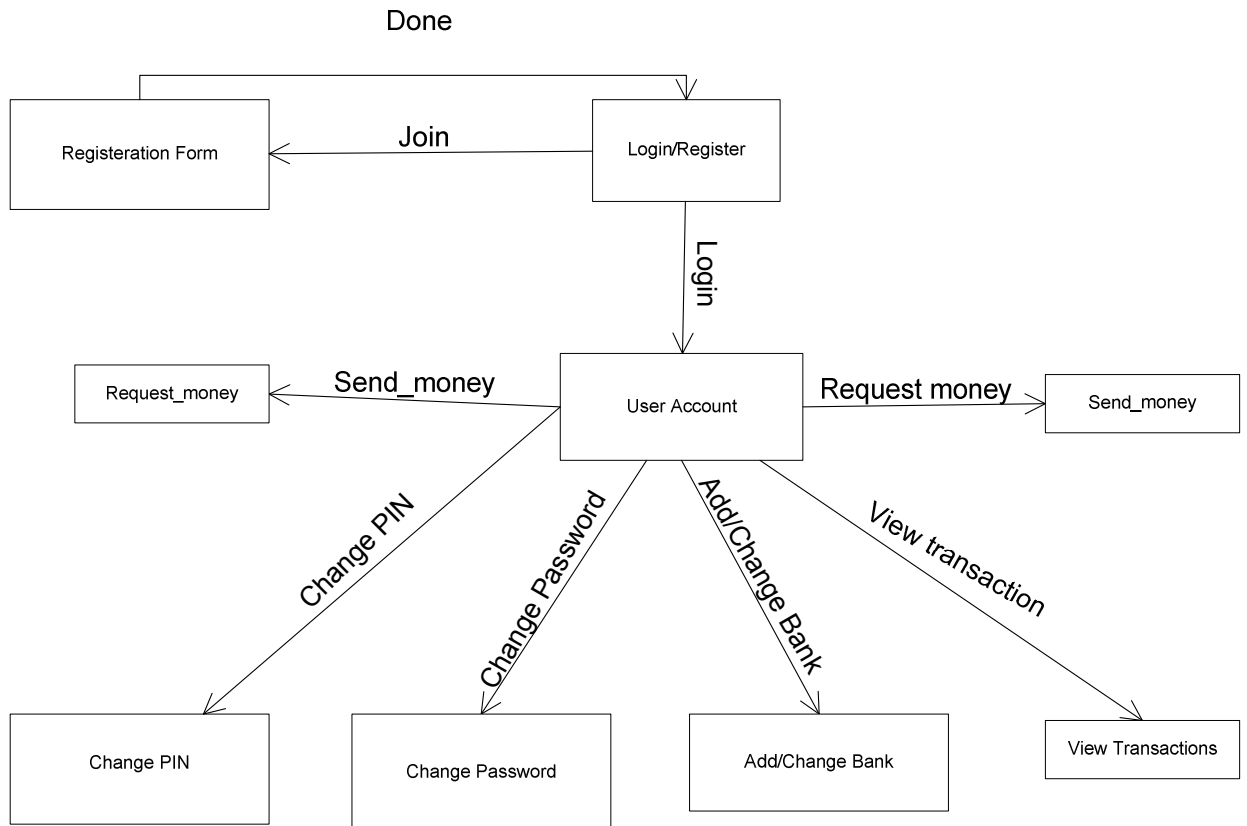 Done
Registeration Form
Join
Login/Register
Login
Request_money
Send_money
User Account
Request money
Send_money
Change PIN
Change Password
Add/Change Bank
View transaction
Change PIN
Change Password
Add/Change Bank
View Transactions